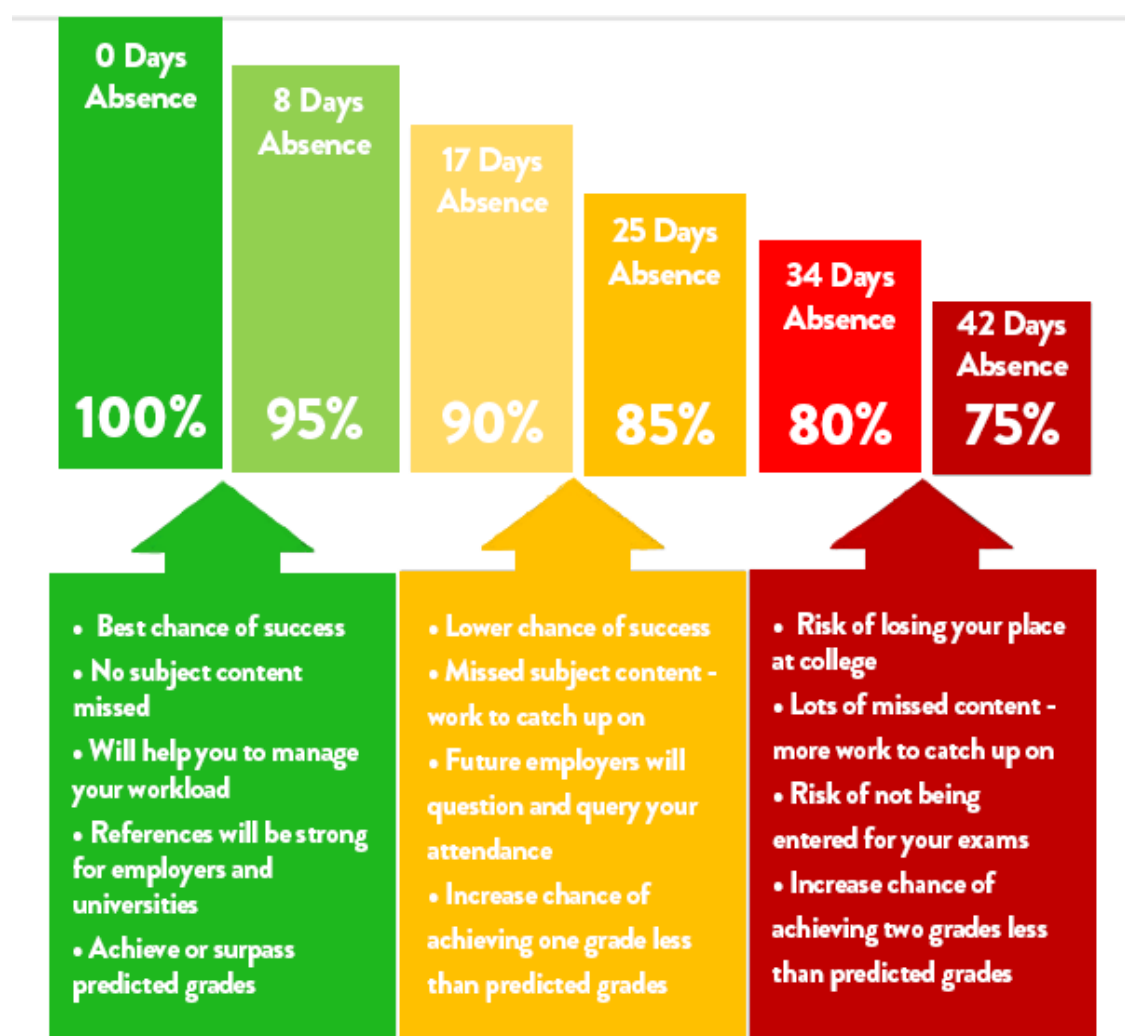 0 Days
Absence
100%
8 Days
Absence
95%
17 Days
Absence
90%
25 Days
Absence
85%
34 Days
Absence
80%
42 Days
Absence
75%
• Best chance of success
• No subject content
missed
• Will help you to manage
your workload
• References will be strong
for employers and
universities
• Achieve or surpass
predicted grades
• Lower chance of success
• Missed subject content -
work to catch up on
• Future employers will
question and query your
attendance
• Increase chance of
achieving one grade less
than predicted grades
• Risk of losing your place
at college
• Lots of missed content -
more work to catch up on
• Risk of not being
entered for your exams
• Increase chance of
achieving two grades less
than predicted grades